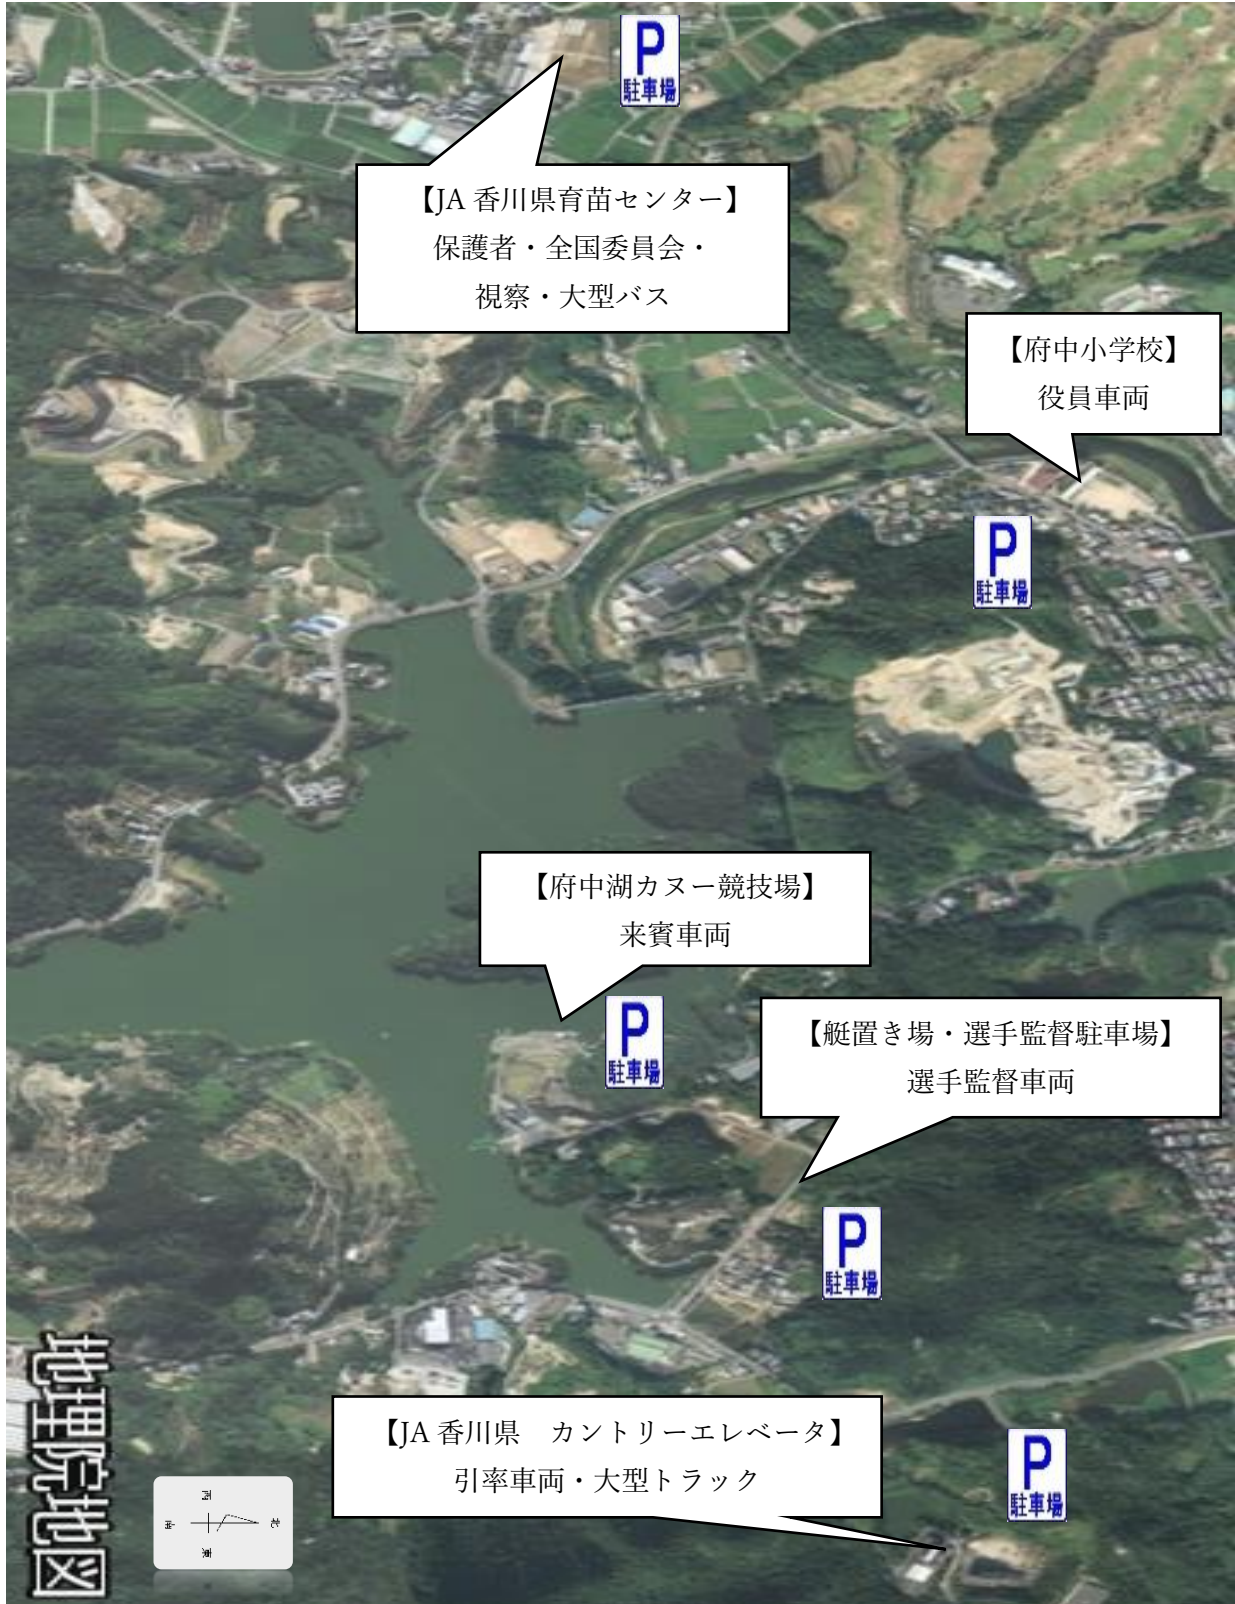 P
駐車場
【JA 香川県育苗センター】
保護者・全国委員会・
視察・大型バス
【府中小学校】
役員車両
P
駐車場
【府中湖カヌー競技場】
来賓車両
P
駐車場
【艇置き場・選手監督駐車場】
選手監督車両
P
駐車場
【JA 香川県　カントリーエレベータ】
引率車両・大型トラック
P
駐車場
地理院地図
西
南
北
東